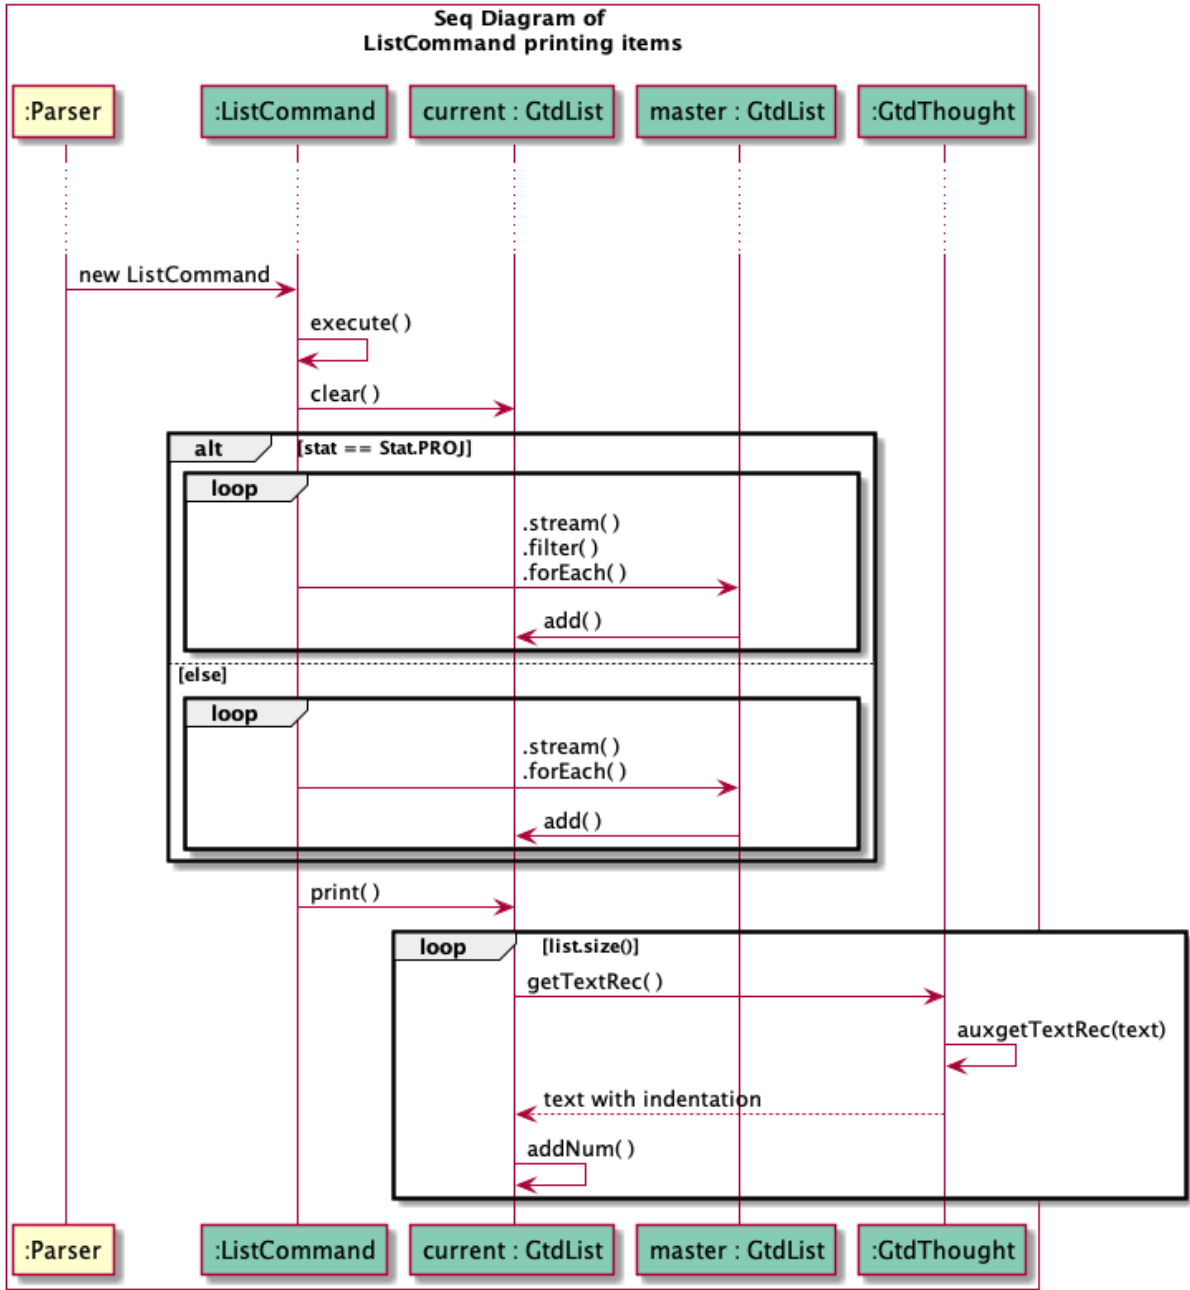 Seq Diagram of
ListCommand printing items
:Parser
:ListCommand
current : GtdList
master : GtdList
:GtdThought
new ListCommand
execute()
clear()
alt
[stat == Stat.PROJ]
loop
.stream()
.filter()
.forEach()
add()
[else]
loop
.stream()
.forEach()
add()
print()
loop
[list.size()]
getTextRec()
auxgetTextRec(text)
text with indentation
addNum()
:Parser
:ListCommand
current : GtdList
master : GtdList
:GtdThought